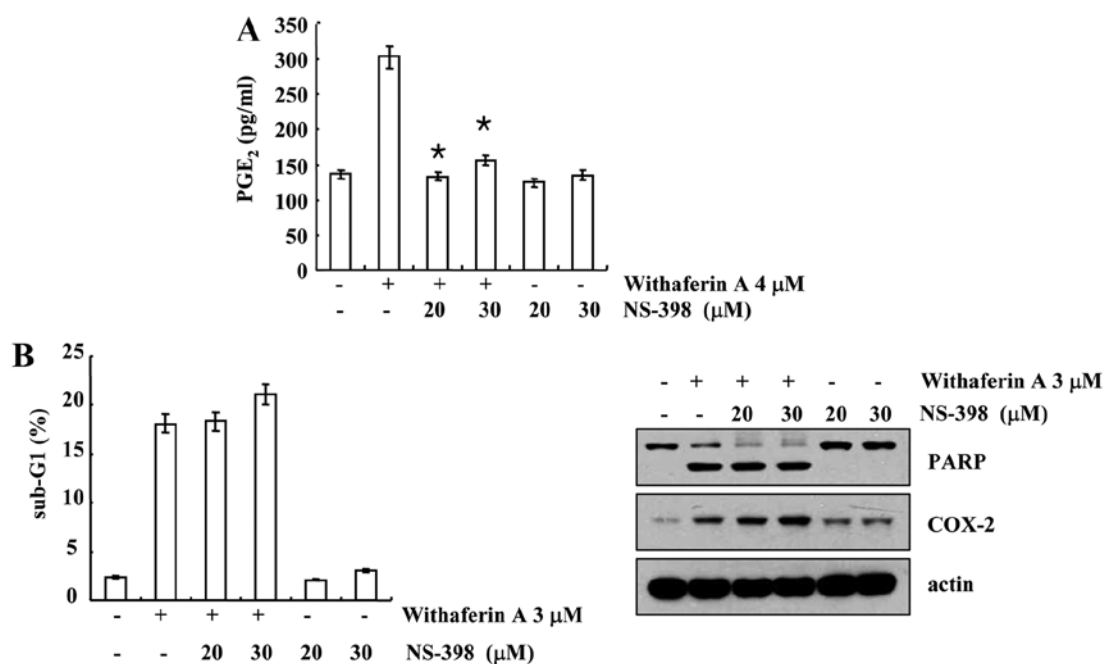 A
PGE2 (pg/ml)
350
300
250
200
150
100
50
0
* *
- + + + - - Withaferin A 4 μM
- - 20 30 20 30 NS-398 (μM)
B
sub-G1 (%)
25
20
15
10
5
0
- + + + - - Withaferin A 3 μM
- - 20 30 20 30 NS-398 (μM)
- + + + - - Withaferin A 3 μM
- - 20 30 20 30 NS-398 (μM)
PARP
COX-2
actin